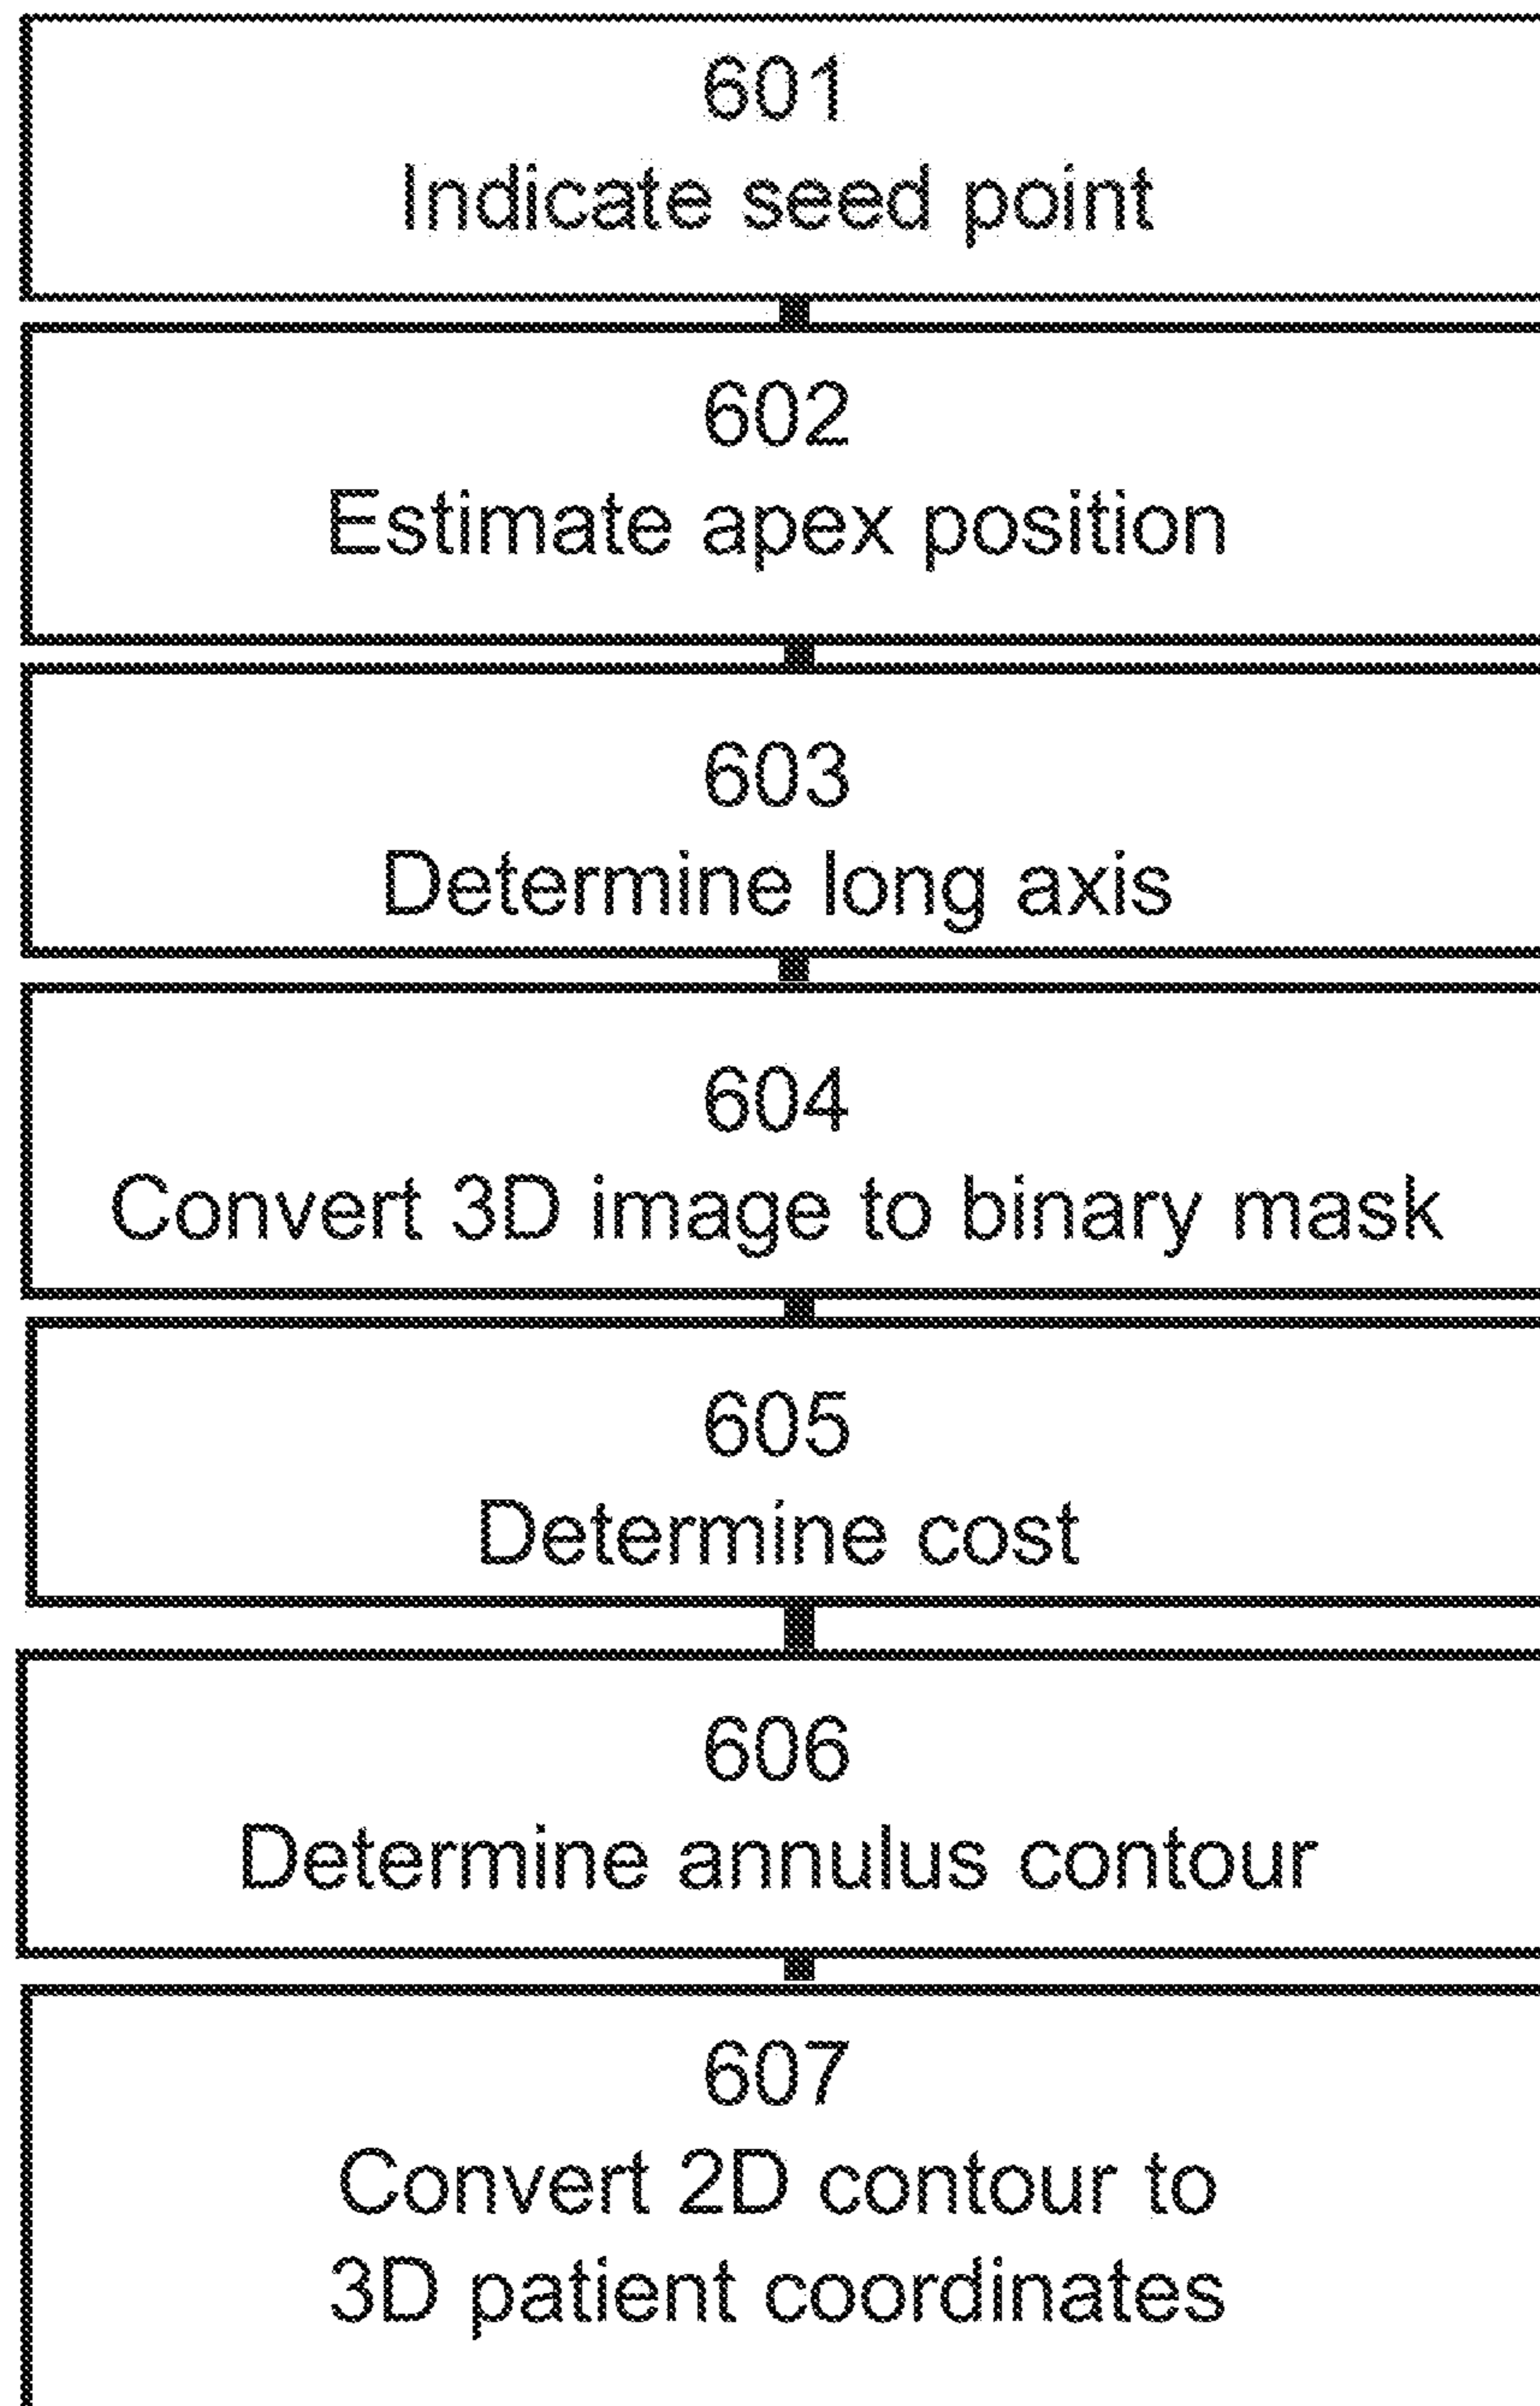 601
Indicate seed point
602
Estimate apex position
603
Determine long axis
604
Convert 3D image to binary mask
605
Determine cost
606
Determine annulus contour
607
Convert 2D contour to
3D patient coordinates